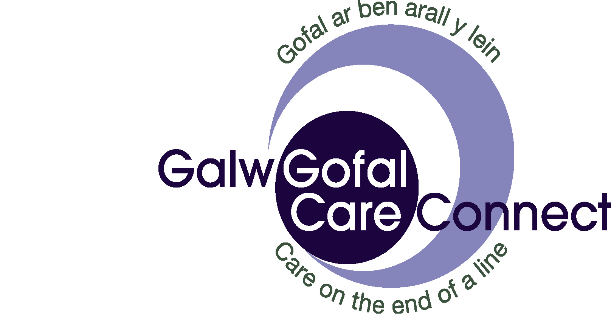 Gofal ar ben arall y lein
Galw Gofal
Care Connect
Care on the end of a line